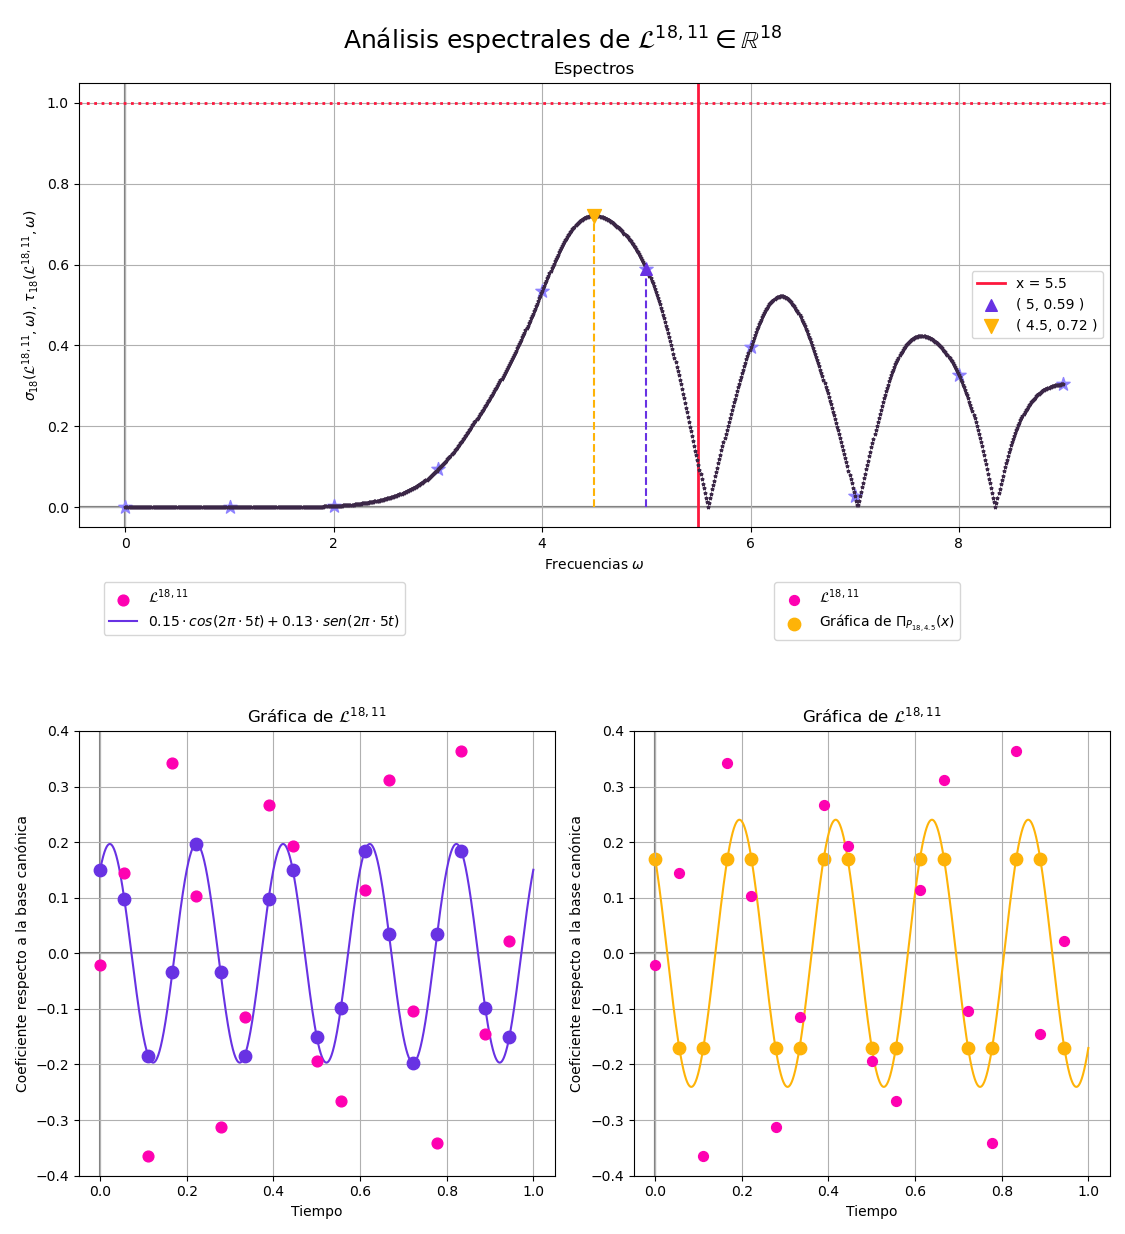 Análisis espectrales de 𝓛^{18,11} ∈ ℝ^{18}
Espectros
σ_{18}(𝓛^{18,11}, ω), τ_{18}(𝓛^{18,11}, ω)
1.0
0.8
0.6
0.4
0.2
0.0
0 2 4 6 8
Frecuencias ω
x = 5.5
( 5, 0.59 )
( 4.5, 0.72 )
𝓛^{18,11}
0.15 · cos(2π · 5t) + 0.13 · sen(2π · 5t)
𝓛^{18,11}
Gráfica de Π_{P_{18,4.5}}(x)
Gráfica de 𝓛^{18,11}
Coeficiente respecto a la base canónica
0.4
0.3
0.2
0.1
0.0
−0.1
−0.2
−0.3
−0.4
0.0 0.2 0.4 0.6 0.8 1.0
Tiempo
Gráfica de 𝓛^{18,11}
Coeficiente respecto a la base canónica
0.4
0.3
0.2
0.1
0.0
−0.1
−0.2
−0.3
−0.4
0.0 0.2 0.4 0.6 0.8 1.0
Tiempo